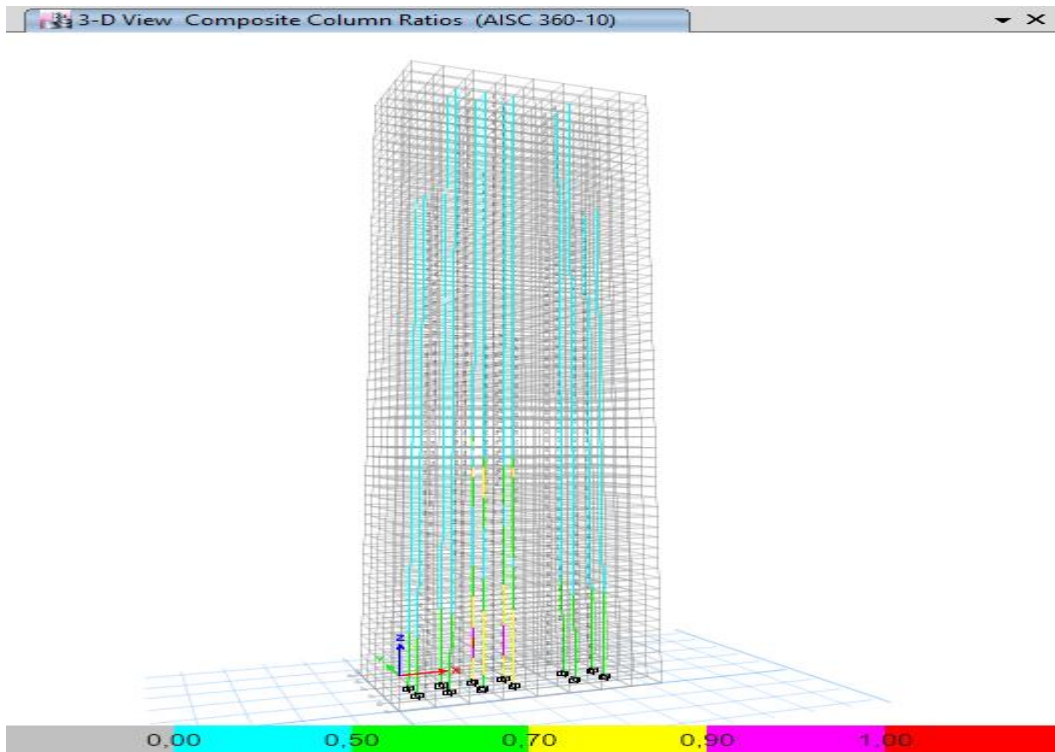 3-D View Composite Column Ratios (AISC 360-10)
Z
Y
X
0,00 0,50 0,70 0,90 1,00